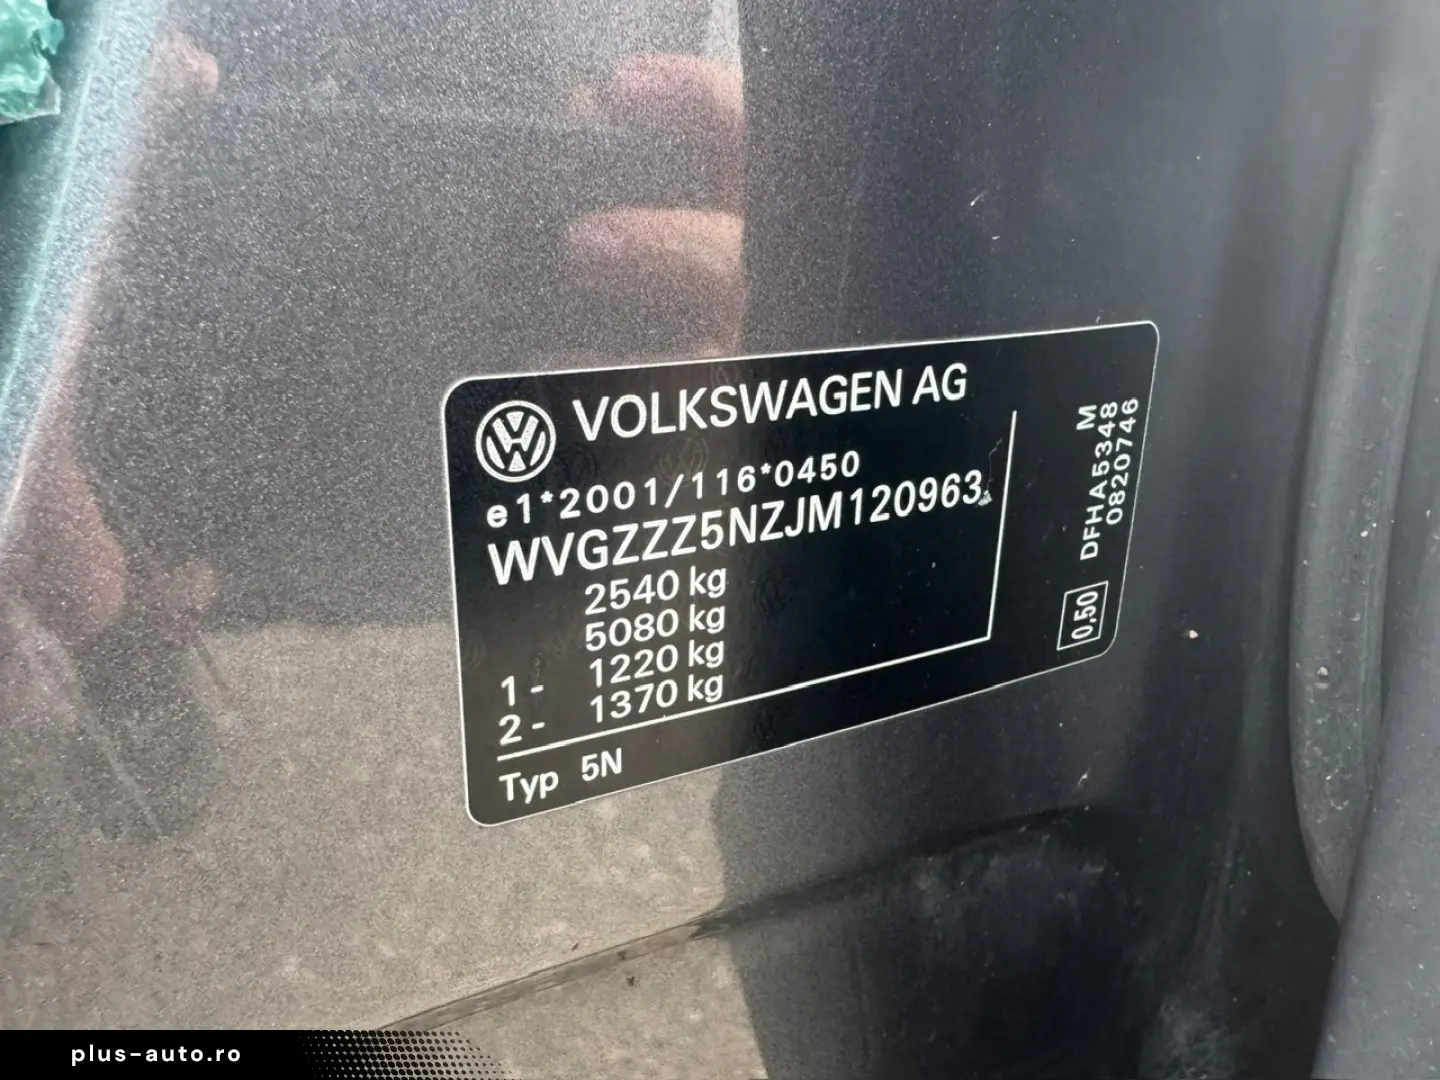 VOLKSWAGEN AG
e1*2001/116*0450
WVGZZZ5NZJM120963
2540 kg
5080 kg
1- 1220 kg
2- 1370 kg
Typ 5N
M
DFHA5348
0820746
0,50
plus-auto.ro